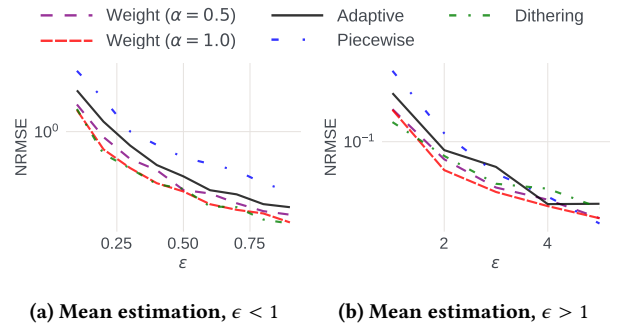 Weight (α = 0.5)
Adaptive
Dithering
Weight (α = 1.0)
Piecewise
NRMSE
10⁰
0.25
0.50
0.75
ε
NRMSE
10⁻¹
2
4
ε
(a) Mean estimation, ϵ < 1
(b) Mean estimation, ϵ > 1